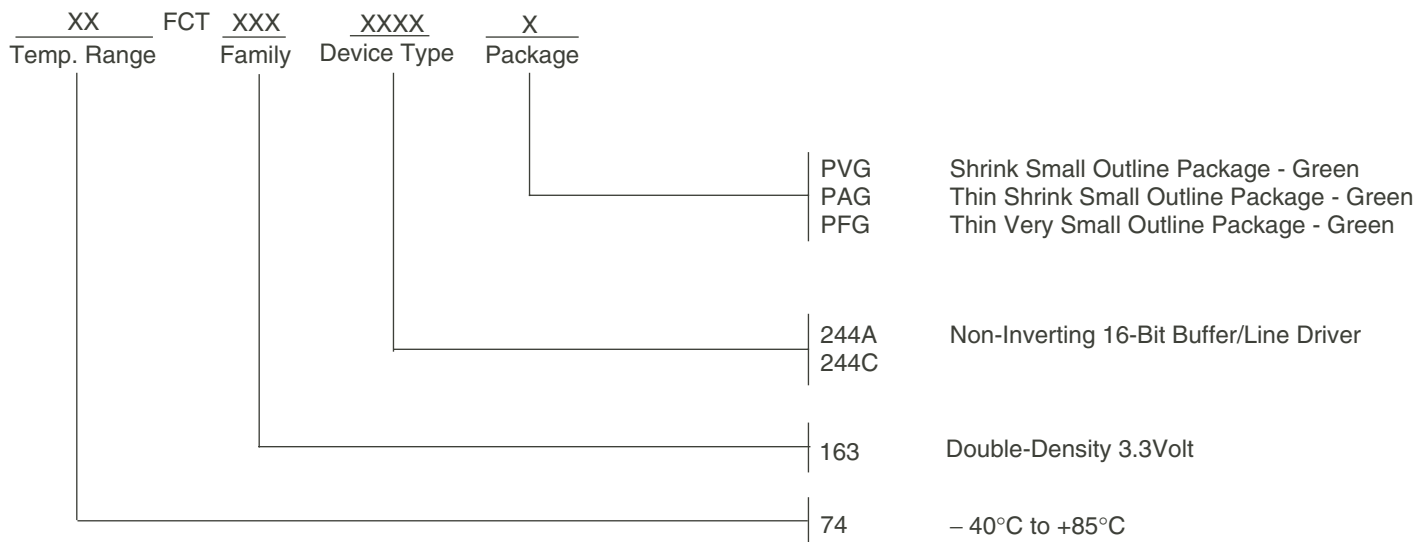 XX FCT XXX XXXX X
Temp. Range Family Device Type Package
PVG Shrink Small Outline Package - Green
PAG Thin Shrink Small Outline Package - Green
PFG Thin Very Small Outline Package - Green
244A Non-Inverting 16-Bit Buffer/Line Driver
244C
163 Double-Density 3.3Volt
74 – 40°C to +85°C